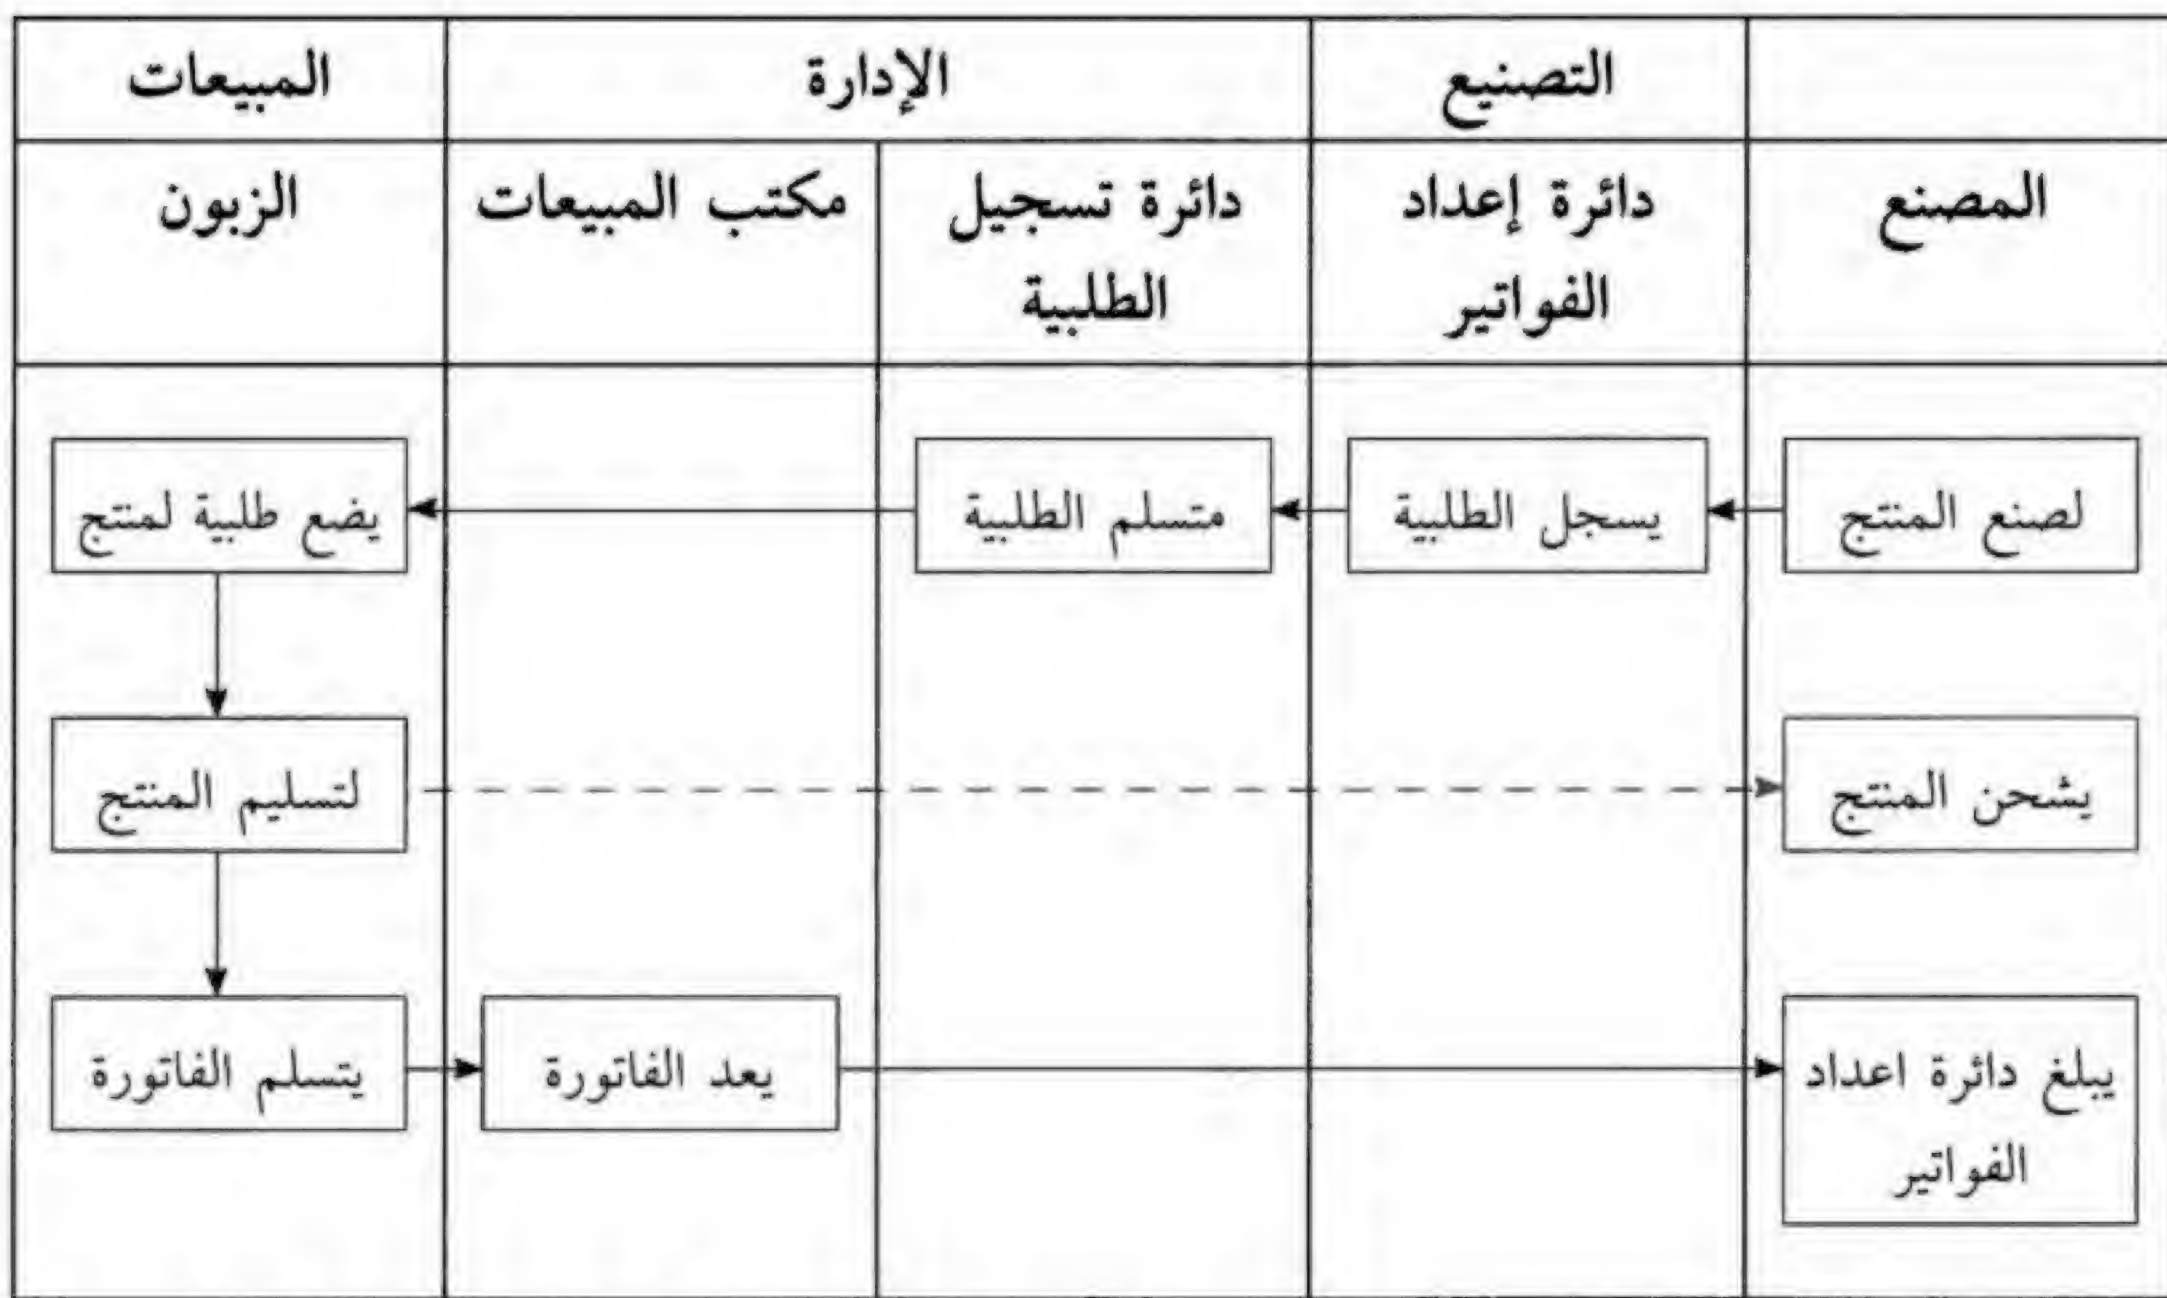 التصنيع
الإدارة
المبيعات
المصنع
دائرة إعداد
الفواتير
دائرة تسجيل
الطلبية
مكتب المبيعات
الزبون
لصنع المنتج
يسجل الطلبية
متسلم الطلبية
يضع طلبية لمنتج
يشحن المنتج
لتسليم المنتج
يبلغ دائرة اعداد
الفواتير
يعد الفاتورة
يتسلم الفاتورة